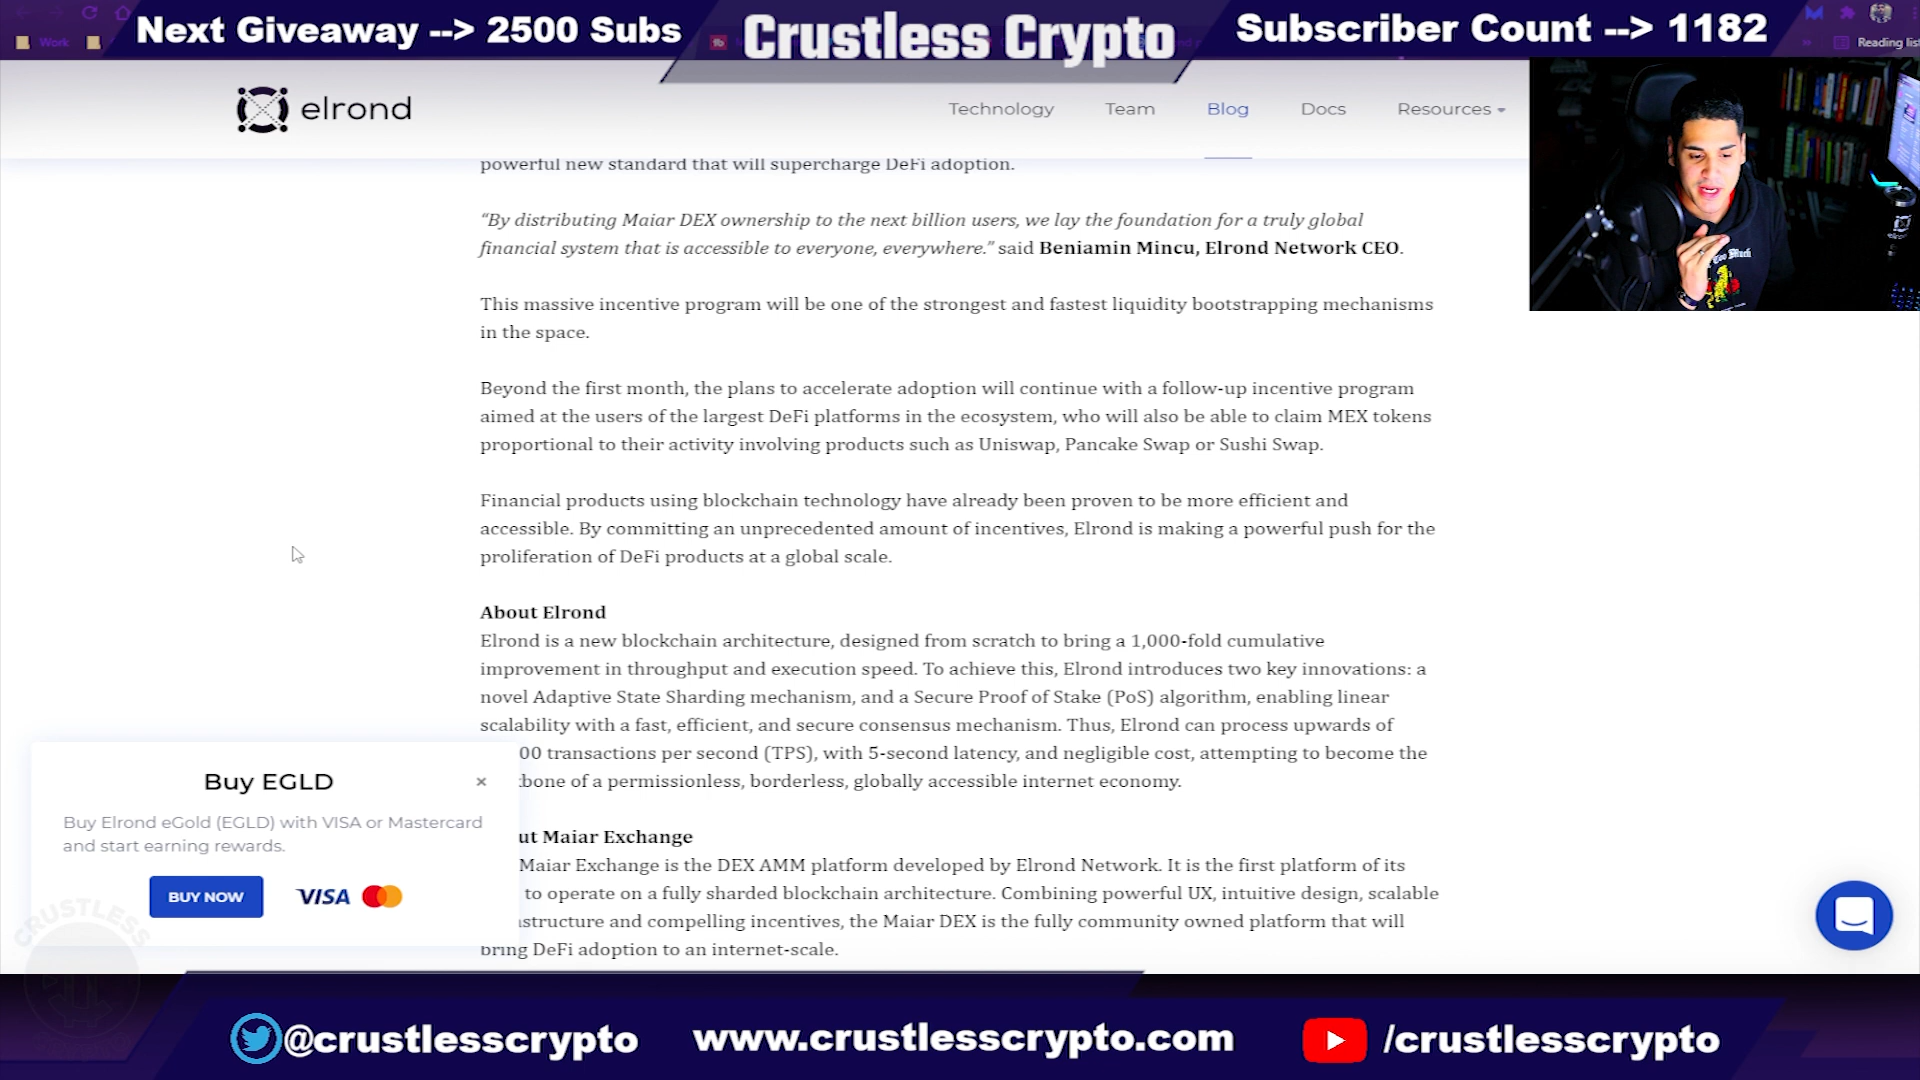 Next Giveaway --> 2500 Subs
Crustless Crypto
Subscriber Count --> 1182
Work
Reading list
elrond
Technology
Team
Blog
Docs
Resources
powerful new standard that will supercharge DeFi adoption.
“By distributing Maiar DEX ownership to the next billion users, we lay the foundation for a truly global
financial system that is accessible to everyone, everywhere.” said Beniamin Mincu, Elrond Network CEO.
This massive incentive program will be one of the strongest and fastest liquidity bootstrapping mechanisms
in the space.
Beyond the first month, the plans to accelerate adoption will continue with a follow-up incentive program
aimed at the users of the largest DeFi platforms in the ecosystem, who will also be able to claim MEX tokens
proportional to their activity involving products such as Uniswap, Pancake Swap or Sushi Swap.
Financial products using blockchain technology have already been proven to be more efficient and
accessible. By committing an unprecedented amount of incentives, Elrond is making a powerful push for the
proliferation of DeFi products at a global scale.
About Elrond
Elrond is a new blockchain architecture, designed from scratch to bring a 1,000-fold cumulative
improvement in throughput and execution speed. To achieve this, Elrond introduces two key innovations: a
novel Adaptive State Sharding mechanism, and a Secure Proof of Stake (PoS) algorithm, enabling linear
scalability with a fast, efficient, and secure consensus mechanism. Thus, Elrond can process upwards of
00 transactions per second (TPS), with 5-second latency, and negligible cost, attempting to become the
bone of a permissionless, borderless, globally accessible internet economy.
ut Maiar Exchange
Maiar Exchange is the DEX AMM platform developed by Elrond Network. It is the first platform of its
to operate on a fully sharded blockchain architecture. Combining powerful UX, intuitive design, scalable
astructure and compelling incentives, the Maiar DEX is the fully community owned platform that will
bring DeFi adoption to an internet-scale.
Buy EGLD
×
Buy Elrond eGold (EGLD) with VISA or Mastercard
and start earning rewards.
BUY NOW
VISA
CRUSTLESS
@crustlesscrypto
www.crustlesscrypto.com
/crustlesscrypto